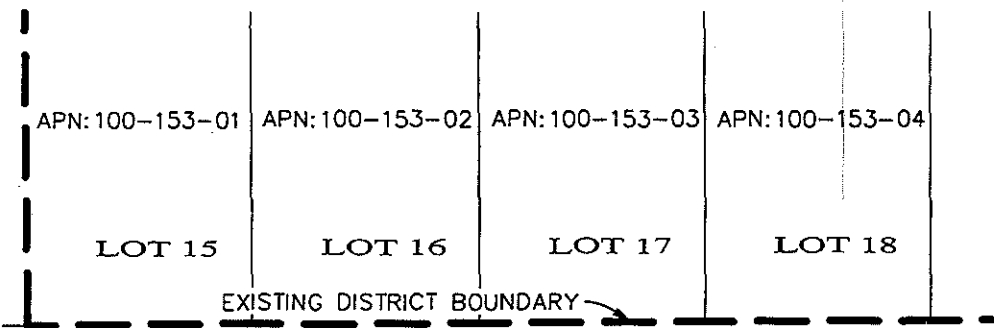 APN: 100-153-01 APN: 100-153-02 APN: 100-153-03 APN: 100-153-04
LOT 15 LOT 16 LOT 17 LOT 18
EXISTING DISTRICT BOUNDARY